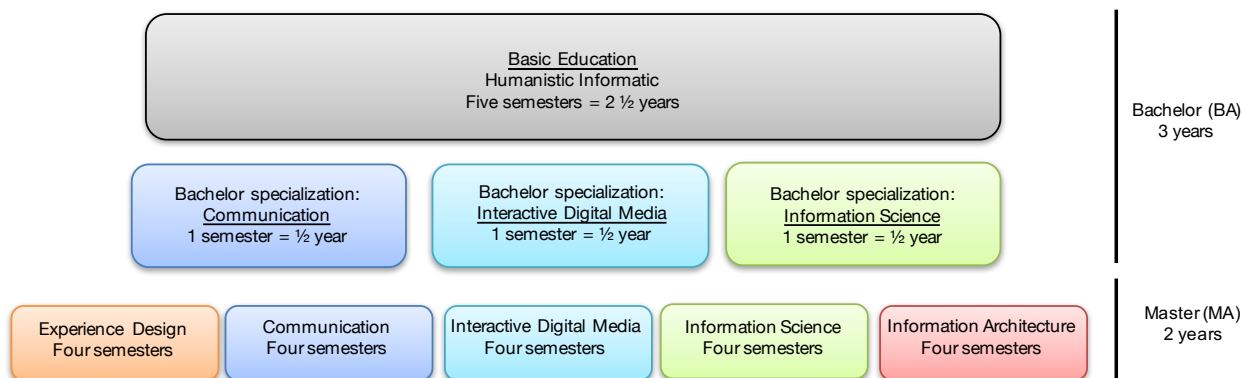 Basic Education
Humanistic Informatic
Five semesters = 2 ½ years
Bachelor (BA)
3 years
Bachelor specialization:
Communication
1 semester = ½ year
Bachelor specialization:
Interactive Digital Media
1 semester = ½ year
Bachelor specialization:
Information Science
1 semester = ½ year
Experience Design
Four semesters
Communication
Four semesters
Interactive Digital Media
Four semesters
Information Science
Four semesters
Information Architecture
Four semesters
Master (MA)
2 years